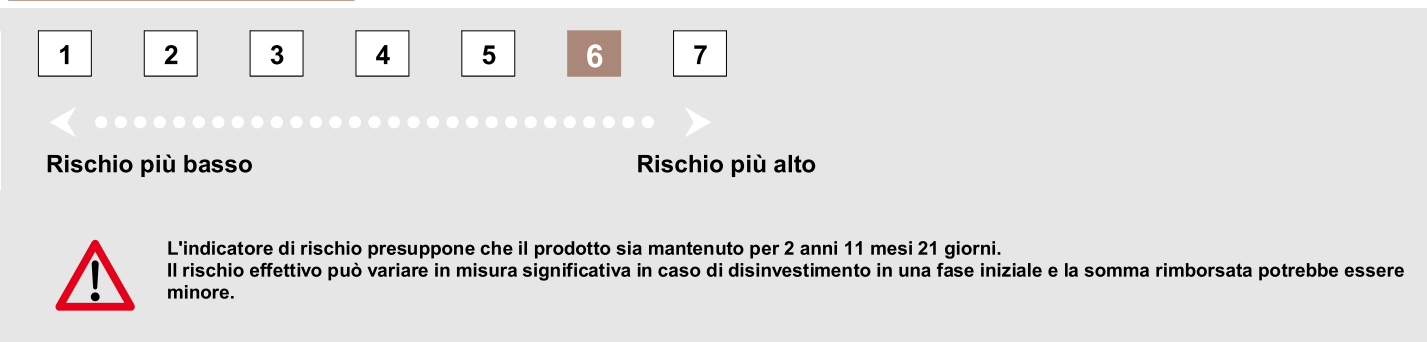 1 2 3 4 5 6 7
Rischio più basso Rischio più alto
L'indicatore di rischio presuppone che il prodotto sia mantenuto per 2 anni 11 mesi 21 giorni.
Il rischio effettivo può variare in misura significativa in caso di disinvestimento in una fase iniziale e la somma rimborsata potrebbe essere
minore.